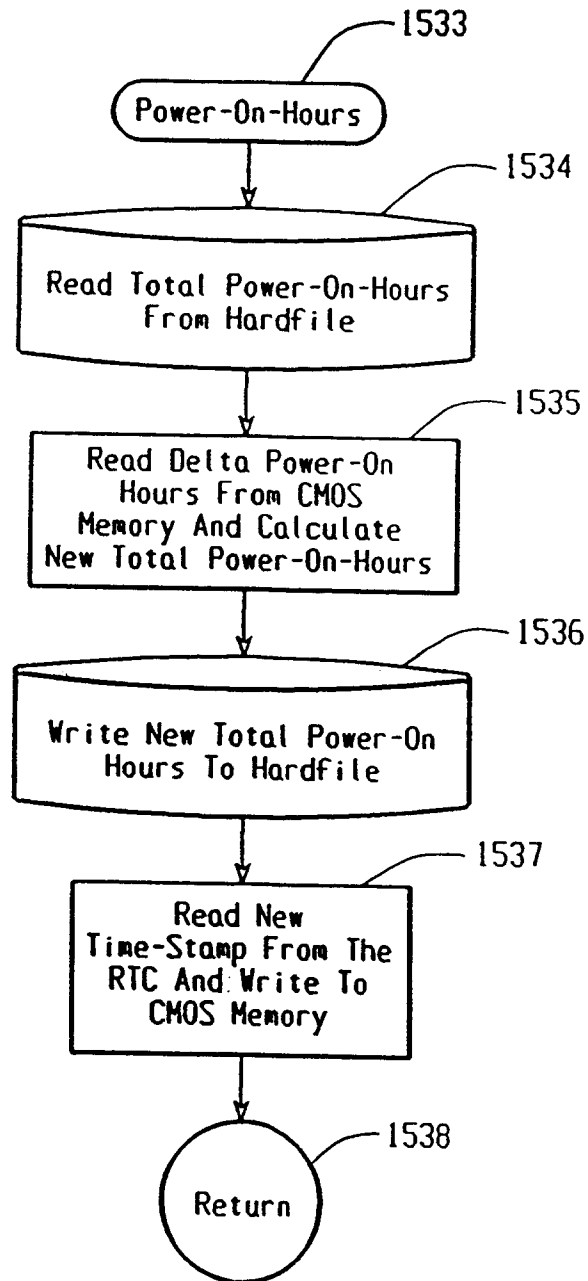 1533
Power-On-Hours
1534
Read Total Power-On-Hours
From Hardfile
1535
Read Delta Power-On
Hours From CMOS
Memory And Calculate
New Total Power-On-Hours
1536
Write New Total Power-On
Hours To Hardfile
1537
Read New
Time-Stamp From The
RTC And Write To
CMOS Memory
1538
Return